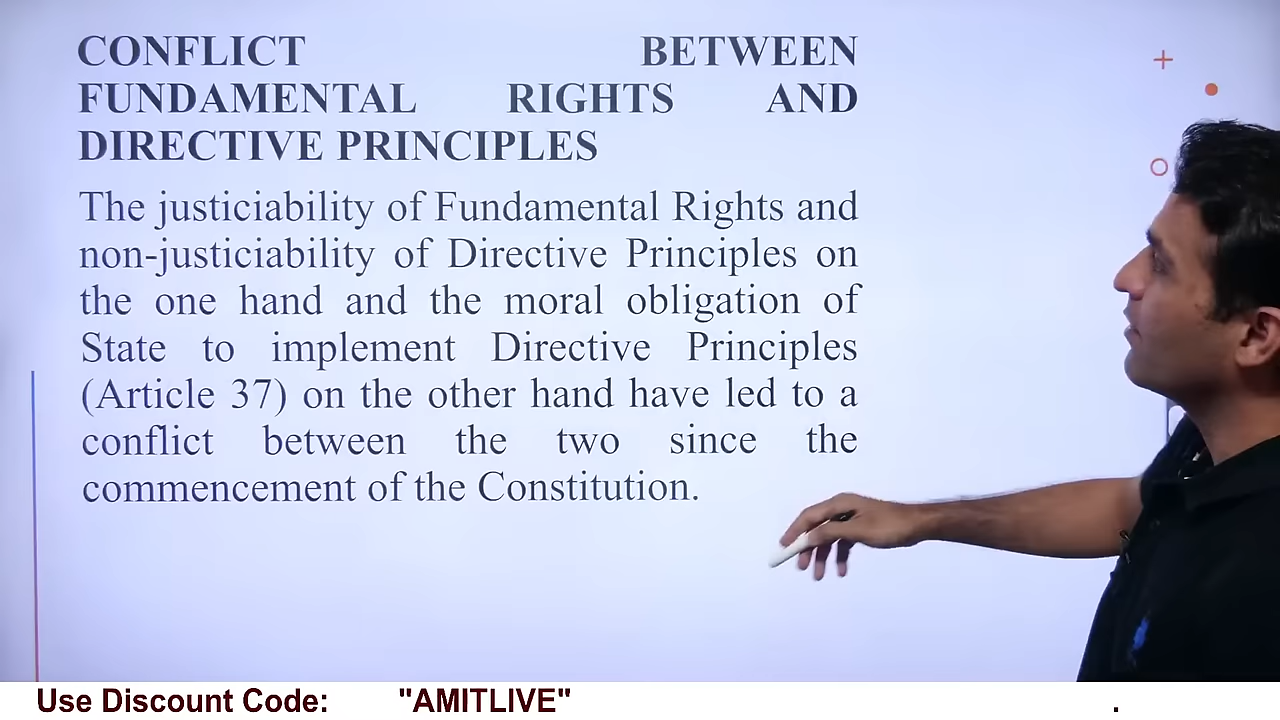 CONFLICT BETWEEN
FUNDAMENTAL RIGHTS AND
DIRECTIVE PRINCIPLES
The justiciability of Fundamental Rights and
non-justiciability of Directive Principles on
the one hand and the moral obligation of
State to implement Directive Principles
(Article 37) on the other hand have led to a
conflict between the two since the
commencement of the Constitution.
Use Discount Code: "AMITLIVE" .